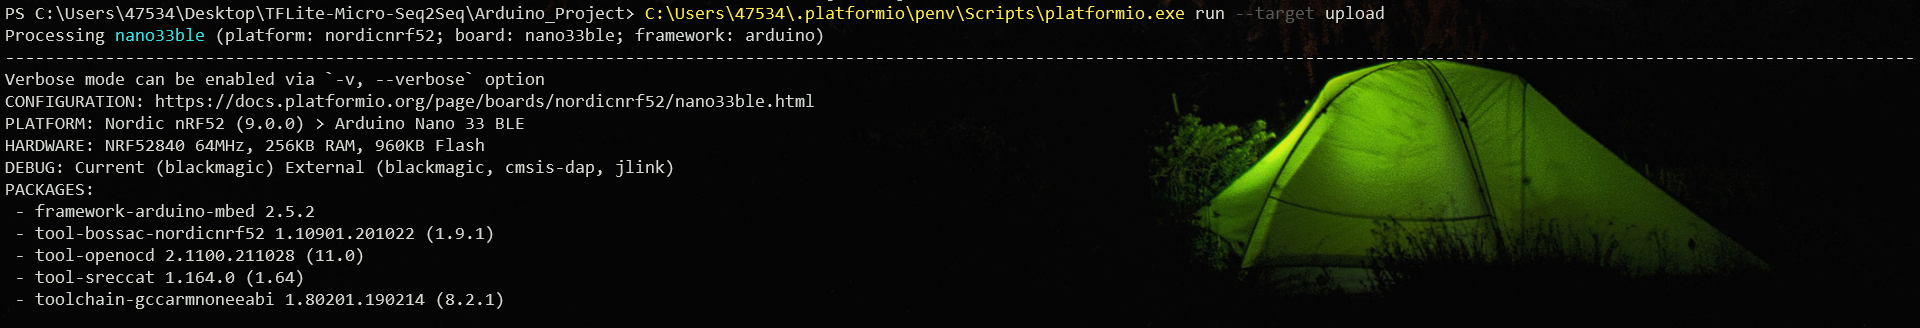 PS C:\Users\47534\Desktop\TFLite-Micro-Seq2Seq\Arduino_Project> C:\Users\47534\.platformio\penv\Scripts\platformio.exe run --target upload
Processing nano33ble (platform: nordicnrf52; board: nano33ble; framework: arduino)
--------------------------------------------------------------------------------------------------------------------------------------------------------------------------------------------------
Verbose mode can be enabled via `-v, --verbose` option
CONFIGURATION: https://docs.platformio.org/page/boards/nordicnrf52/nano33ble.html
PLATFORM: Nordic nRF52 (9.0.0) > Arduino Nano 33 BLE
HARDWARE: NRF52840 64MHz, 256KB RAM, 960KB Flash
DEBUG: Current (blackmagic) External (blackmagic, cmsis-dap, jlink)
PACKAGES:
 - framework-arduino-mbed 2.5.2
 - tool-bossac-nordicnrf52 1.10901.201022 (1.9.1)
 - tool-openocd 2.1100.211028 (11.0)
 - tool-sreccat 1.164.0 (1.64)
 - toolchain-gccarmnoneeabi 1.80201.190214 (8.2.1)